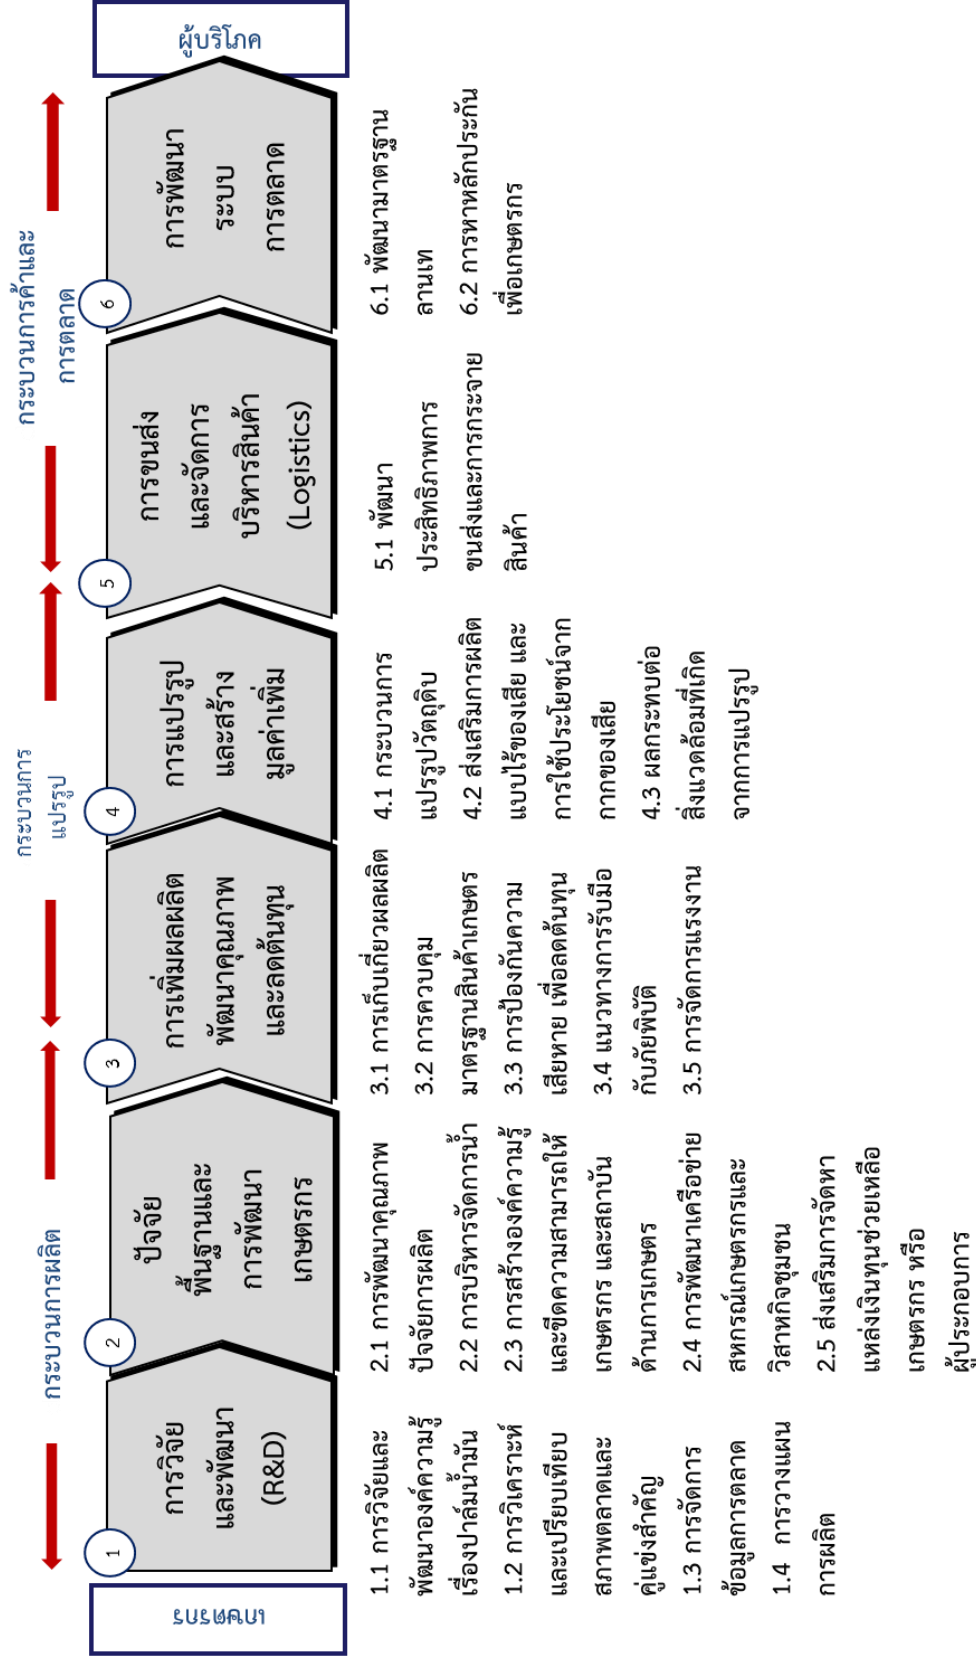 กระบวนการผลิต
กระบวนการ
แปรรูป
กระบวนการค้าและ
การตลาด
เกษตรกร
1
การวิจัย
และพัฒนา
(R&D)
2
ปัจจัย
พื้นฐานและ
การพัฒนา
เกษตรกร
3
การเพิ่มผลผลิต
พัฒนาคุณภาพ
และลดต้นทุน
4
การแปรรูป
และสร้าง
มูลค่าเพิ่ม
5
การขนส่ง
และจัดการ
บริหารสินค้า
(Logistics)
6
การพัฒนา
ระบบ
การตลาด
ผู้บริโภค
1.1 การวิจัยและ
พัฒนาองค์ความรู้
เรื่องปาล์มน้ำมัน
1.2 การวิเคราะห์
และเปรียบเทียบ
สภาพตลาดและ
คู่แข่งสำคัญ
1.3 การจัดการ
ข้อมูลการตลาด
1.4 การวางแผน
การผลิต
2.1 การพัฒนาคุณภาพ
ปัจจัยการผลิต
2.2 การบริหารจัดการน้ำ
2.3 การสร้างองค์ความรู้
และขีดความสามารถให้
เกษตรกร และสถาบัน
ด้านการเกษตร
2.4 การพัฒนาเครือข่าย
สหกรณ์เกษตรกรและ
วิสาหกิจชุมชน
2.5 ส่งเสริมการจัดหา
แหล่งเงินทุนช่วยเหลือ
เกษตรกร หรือ
ผู้ประกอบการ
3.1 การเก็บเกี่ยวผลผลิต
3.2 การควบคุม
มาตรฐานสินค้าเกษตร
3.3 การป้องกันความ
เสียหาย เพื่อลดต้นทุน
3.4 แนวทางการรับมือ
กับภัยพิบัติ
3.5 การจัดการแรงงาน
4.1 กระบวนการ
แปรรูปวัตถุดิบ
4.2 ส่งเสริมการผลิต
แบบไร้ของเสีย และ
การใช้ประโยชน์จาก
กากของเสีย
4.3 ผลกระทบต่อ
สิ่งแวดล้อมที่เกิด
จากการแปรรูป
5.1 พัฒนา
ประสิทธิภาพการ
ขนส่งและการกระจาย
สินค้า
6.1 พัฒนามาตรฐาน
ลานเท
6.2 การหาหลักประกัน
เพื่อเกษตรกร